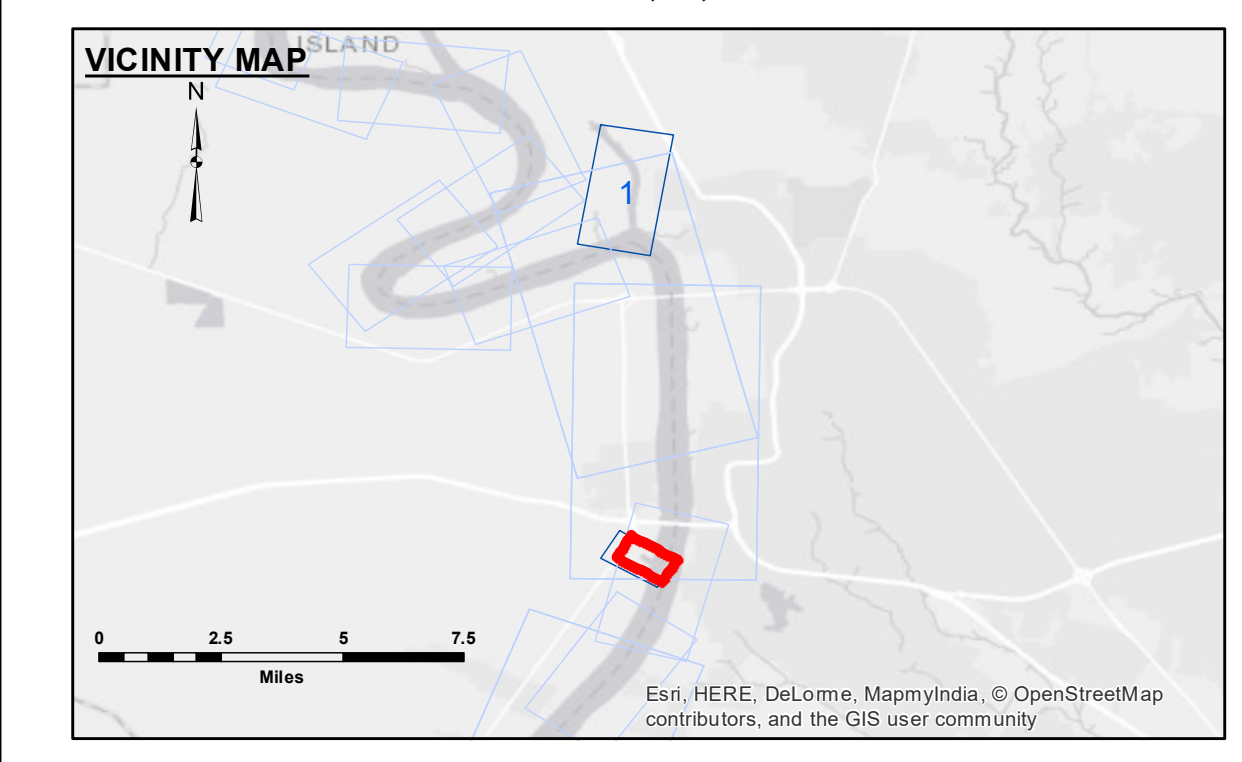 ISLAND
VICINITY MAP
N
1
0 2.5 5 7.5
Miles
Esri, HERE, DeLorme, MapmyIndia, © OpenStreetMap
contributors, and the GIS user community